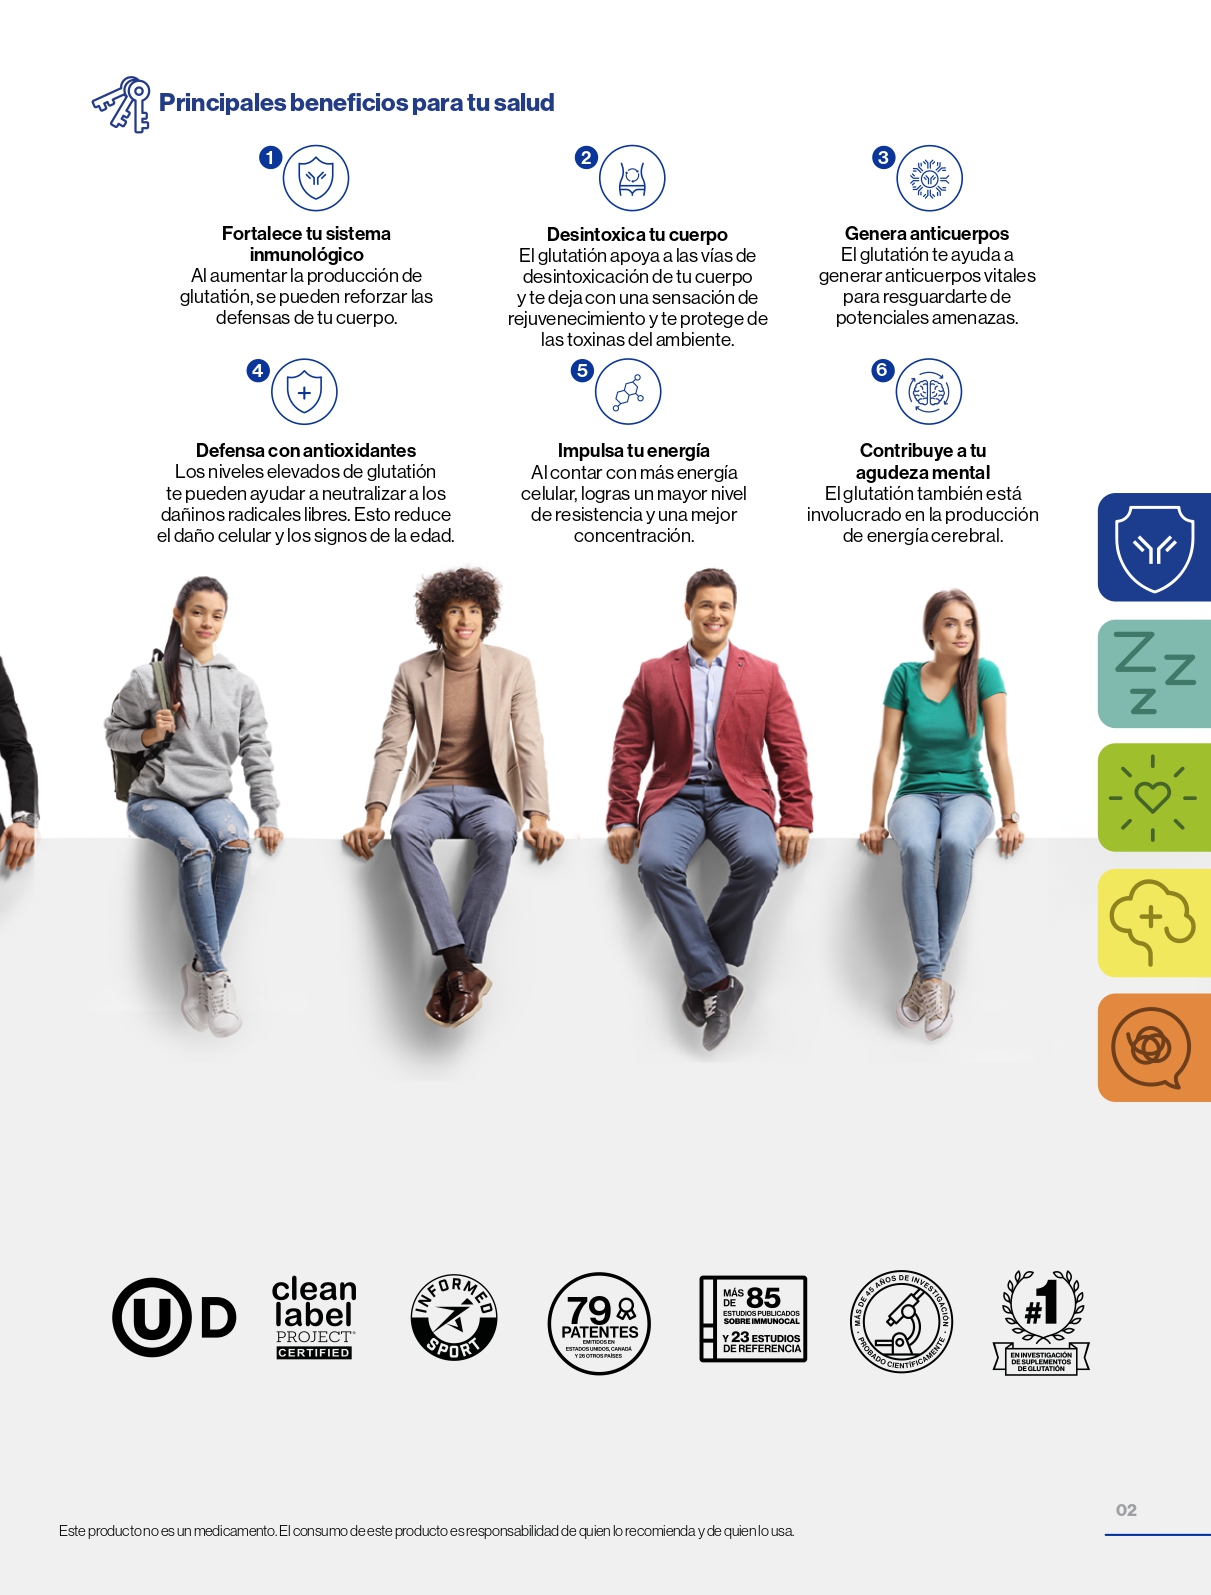 Principales beneficios para tu salud
1
Fortalece tu sistema
inmunológico
Al aumentar la producción de
glutatión, se pueden reforzar las
defensas de tu cuerpo.
2
Desintoxica tu cuerpo
El glutatión apoya a las vías de
desintoxicación de tu cuerpo
y te deja con una sensación de
rejuvenecimiento y te protege de
las toxinas del ambiente.
3
Genera anticuerpos
El glutatión te ayuda a
generar anticuerpos vitales
para resguardarte de
potenciales amenazas.
4
Defensa con antioxidantes
Los niveles elevados de glutatión
te pueden ayudar a neutralizar a los
dañinos radicales libres. Esto reduce
el daño celular y los signos de la edad.
5
Impulsa tu energía
Al contar con más energía
celular, logras un mayor nivel
de resistencia y una mejor
concentración.
6
Contribuye a tu
agudeza mental
El glutatión también está
involucrado en la producción
de energía cerebral.
Z Z z
U D
clean
label
PROJECT®
CERTIFIED
INFORMED
SPORT
79
PATENTES
EMITIDOS EN
ESTADOS UNIDOS, CANADÁ
Y 26 OTROS PAÍSES
MÁS DE 85
ESTUDIOS PUBLICADOS
SOBRE IMMUNOCAL
Y 23 ESTUDIOS
DE REFERENCIA
MÁS DE 45 AÑOS DE INVESTIGACIÓN
· PROBADO CIENTÍFICAMENTE ·
#1
EN INVESTIGACIÓN
DE SUPLEMENTOS
DE GLUTATIÓN
02
Este producto no es un medicamento. El consumo de este producto es responsabilidad de quien lo recomienda y de quien lo usa.